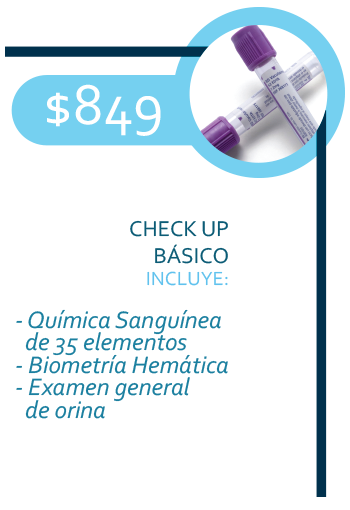 $849
CHECK UP
BÁSICO
INCLUYE:
- Química Sanguínea
de 35 elementos
- Biometría Hemática
- Examen general
de orina